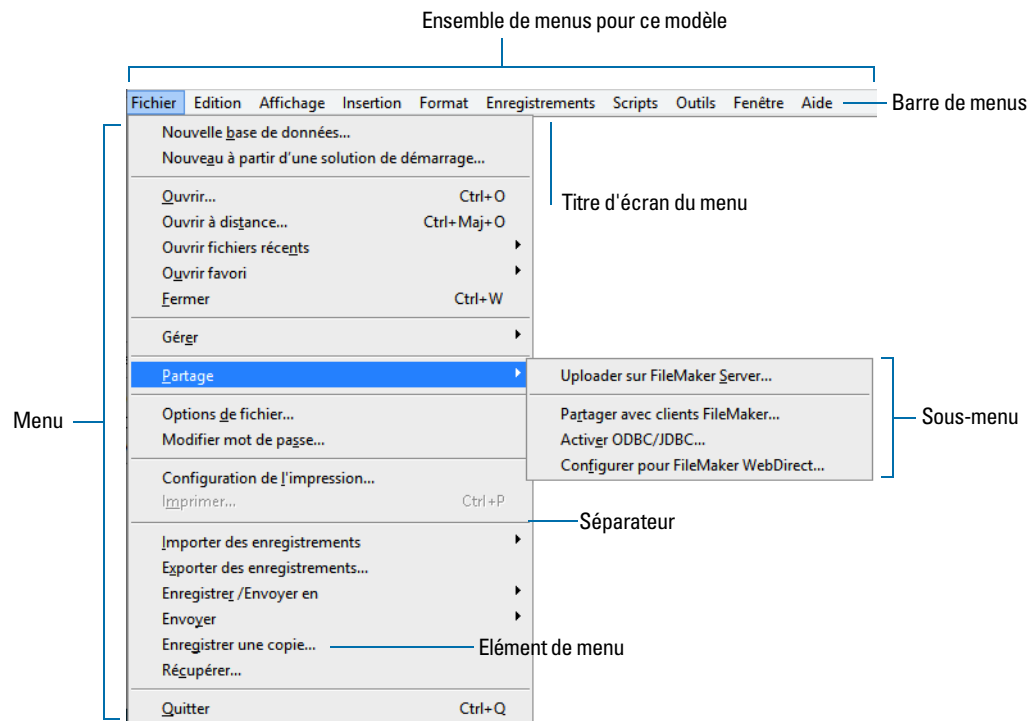 Ensemble de menus pour ce modèle
Fichier Edition Affichage Insertion Format Enregistrements Scripts Outils Fenêtre Aide
Barre de menus
Nouvelle base de données...
Nouveau à partir d'une solution de démarrage...
Ouvrir... Ctrl+O
Titre d'écran du menu
Ouvrir à distance... Ctrl+Maj+O
Ouvrir fichiers récents
Ouvrir favori
Fermer Ctrl+W
Gérer
Partage
Uploader sur FileMaker Server...
Partager avec clients FileMaker...
Activer ODBC/JDBC...
Configurer pour FileMaker WebDirect...
Sous-menu
Menu
Options de fichier...
Modifier mot de passe...
Configuration de l'impression...
Imprimer... Ctrl+P
Séparateur
Importer des enregistrements
Exporter des enregistrements...
Enregistrer /Envoyer en
Envoyer
Enregistrer une copie...
Elément de menu
Récupérer...
Quitter Ctrl+Q